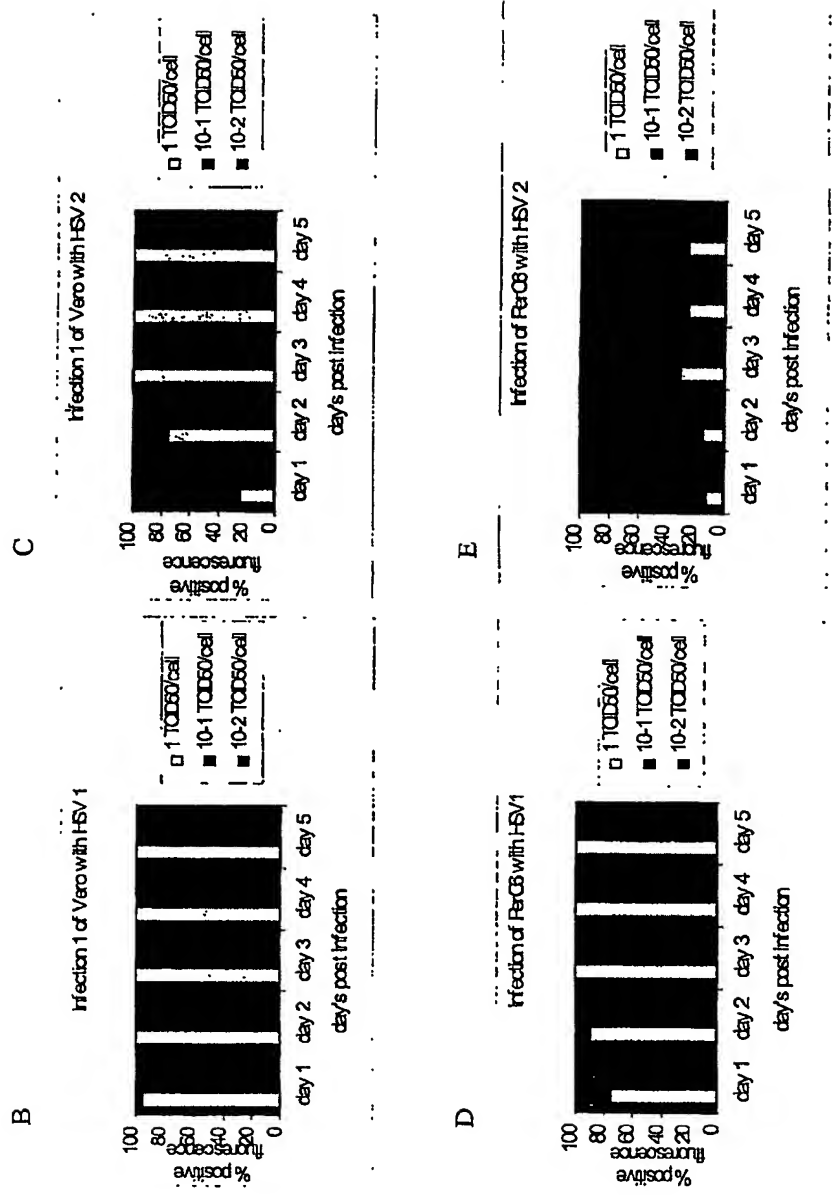 B
Infection 1 of Vero with HSV 1
% positive
fluorescence
100
80
60
40
20
0
day 1 day 2 day 3 day 4 day 5
day's post infection
1 TCID50/cell
10-1 TCID50/cell
10-2 TCID50/cell
C
Infection 1 of Vero with HSV 2
% positive
fluorescence
100
80
60
40
20
0
day 1 day 2 day 3 day 4 day 5
day's post infection
1 TCID50/cell
10-1 TCID50/cell
10-2 TCID50/cell
D
Infection of PerC6 with HSV1
% positive
fluorescence
100
80
60
40
20
0
day 1 day 2 day 3 day 4 day 5
day's post infection
1 TCID50/cell
10-1 TCID50/cell
10-2 TCID50/cell
E
Infection of PerC6 with HSV 2
% positive
fluorescence
100
80
60
40
20
0
day 1 day 2 day 3 day 4 day 5
day's post infection
1 TCID50/cell
10-1 TCID50/cell
10-2 TCID50/cell